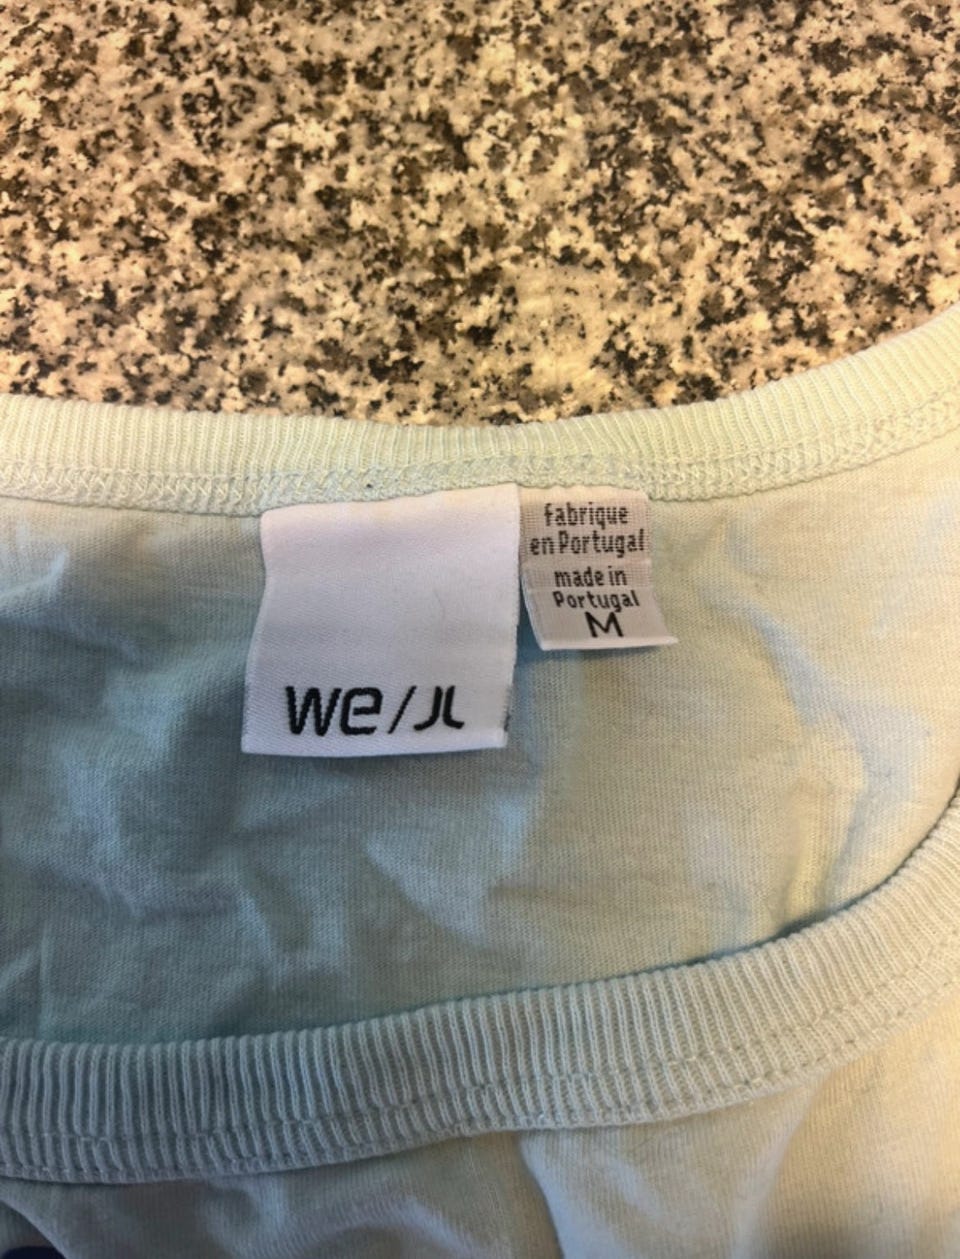 we/JL
fabrique
en Portugal
made in
Portugal
M